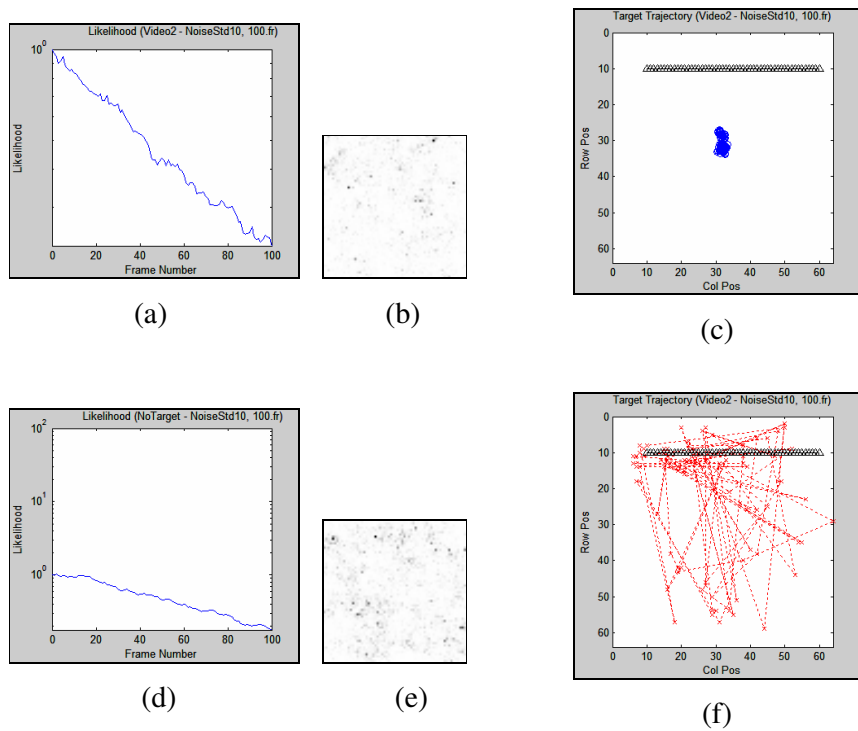 Likelihood (Video2 - NoiseStd10, 100.fr)
10^0
Likelihood
0 20 40 60 80 100
Frame Number
(a)
(b)
Target Trajectory (Video2 - NoiseStd10, 100.fr)
0
10
20
30
40
50
60
Row Pos
0 10 20 30 40 50 60
Col Pos
(c)
Likelihood (NoTarget - NoiseStd10, 100.fr)
10^2
10^1
10^0
Likelihood
0 20 40 60 80 100
Frame Number
(d)
(e)
Target Trajectory (Video2 - NoiseStd10, 100.fr)
0
10
20
30
40
50
60
Row Pos
0 10 20 30 40 50 60
Col Pos
(f)